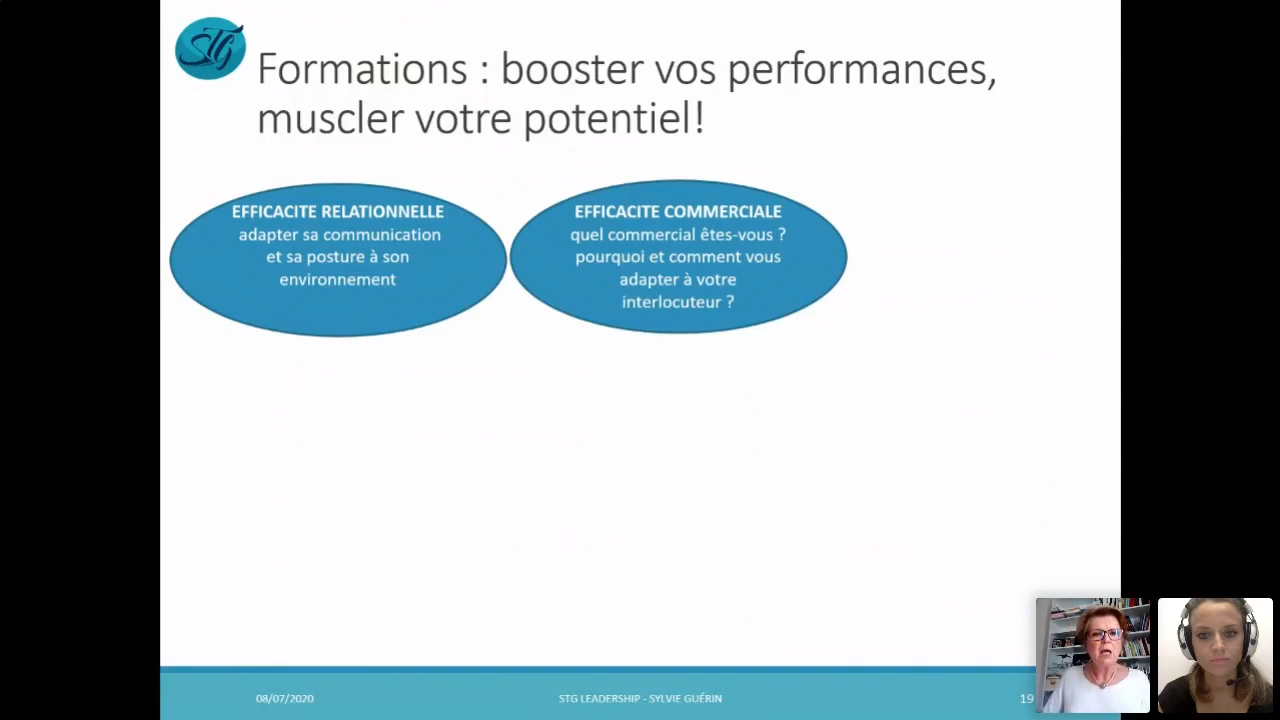 STG
Formations : booster vos performances,
muscler votre potentiel!
EFFICACITE RELATIONNELLE
adapter sa communication
et sa posture à son
environnement
EFFICACITE COMMERCIALE
quel commercial êtes-vous ?
pourquoi et comment vous
adapter à votre
interlocuteur ?
08/07/2020
STG LEADERSHIP - SYLVIE GUÉRIN
19